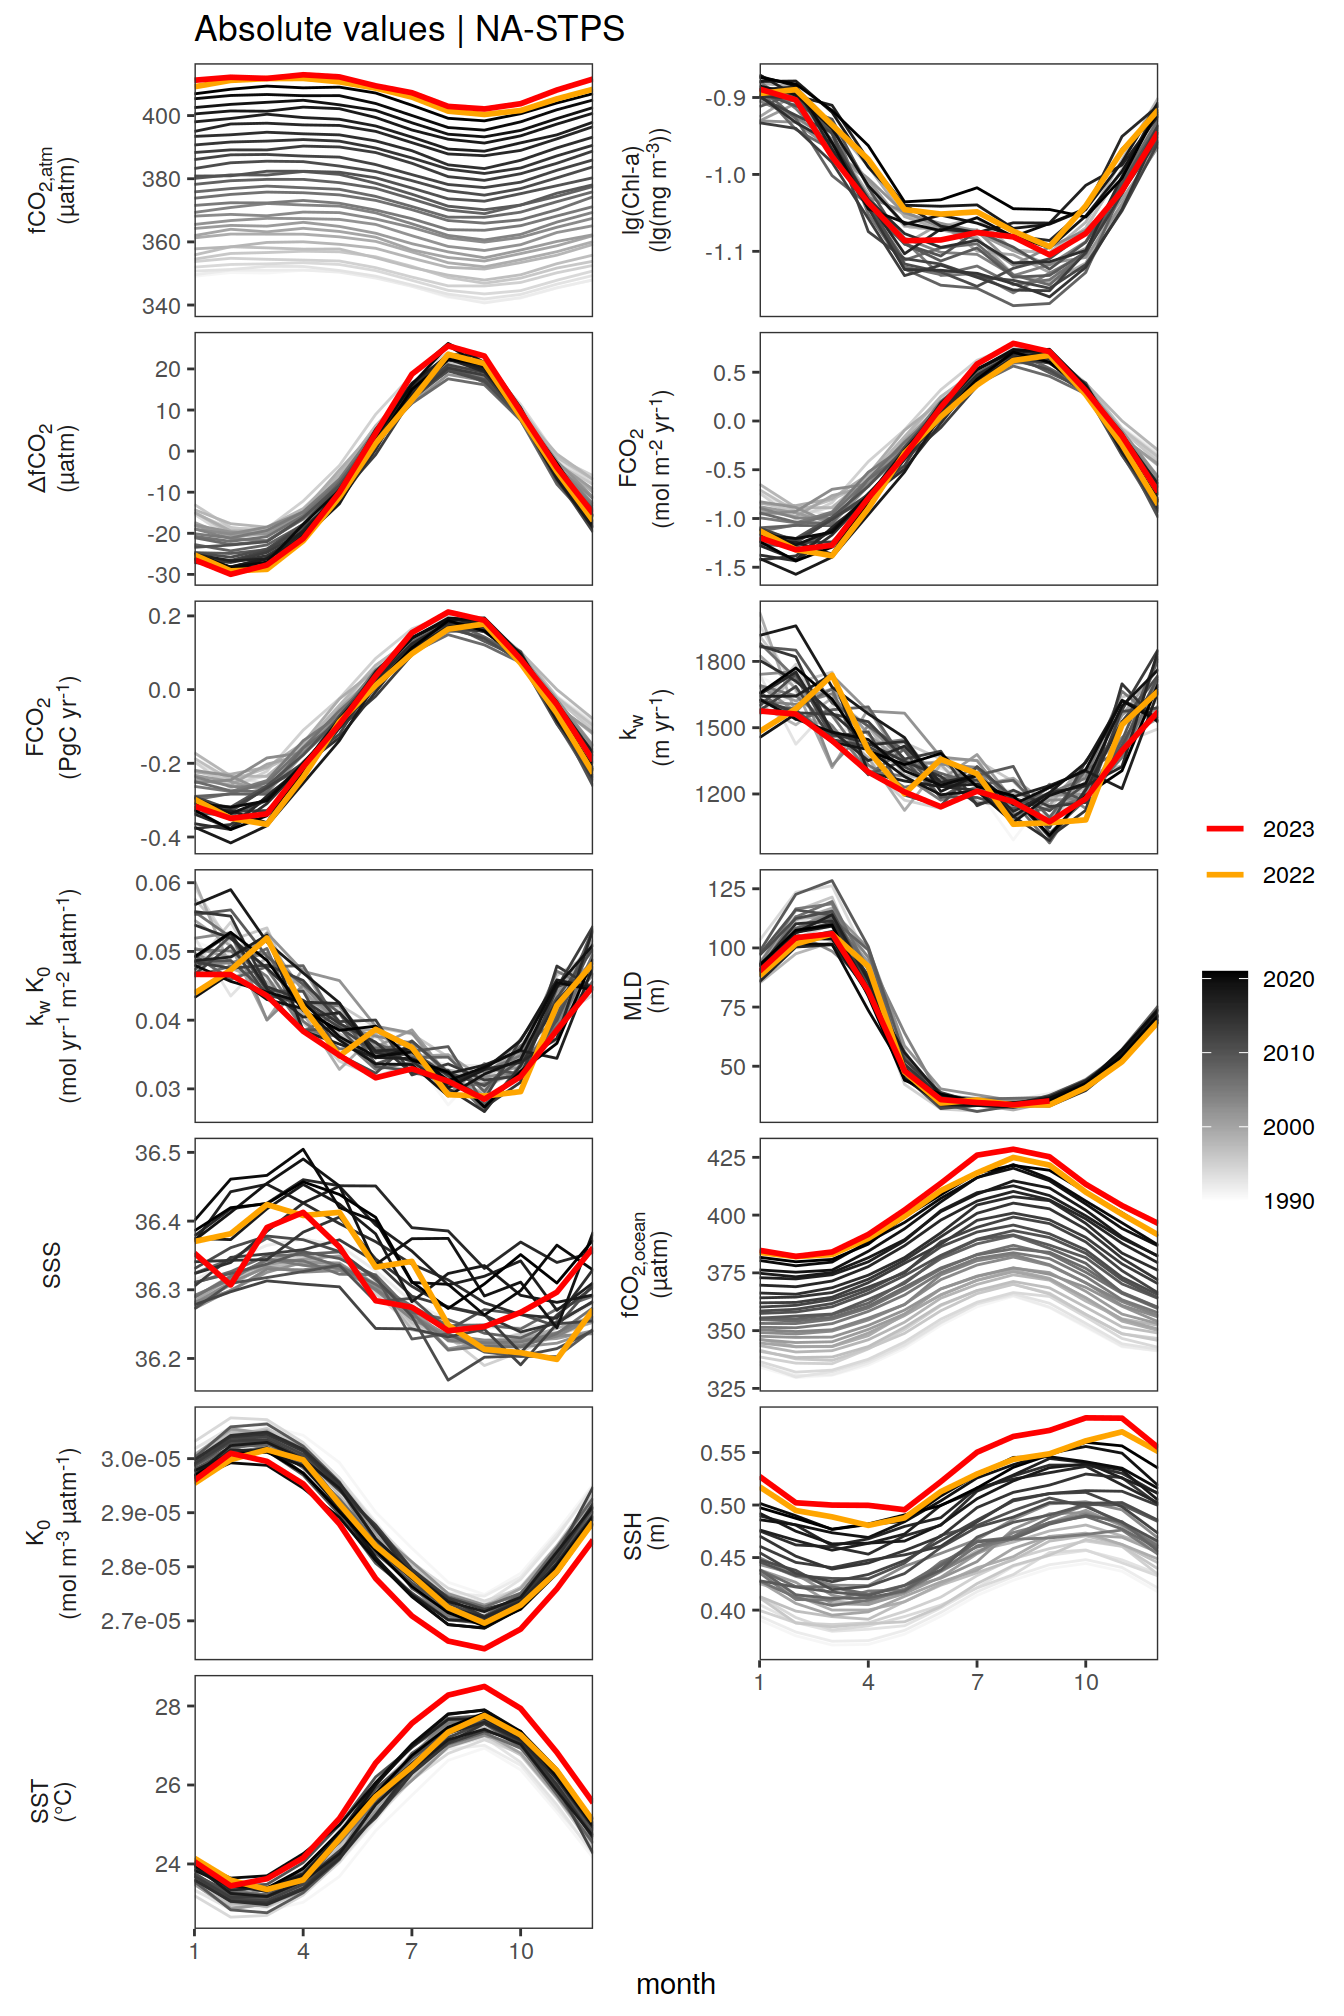 Absolute values | NA-STPS
fCO2,atm
(µatm)
400
380
360
340
lg(Chl-a)
(lg(mg m-3))
-0.9
-1.0
-1.1
ΔfCO2
(µatm)
20
10
0
-10
-20
-30
FCO2
(mol m-2 yr-1)
0.5
0.0
-0.5
-1.0
-1.5
FCO2
(PgC yr-1)
0.2
0.0
-0.2
-0.4
kw
(m yr-1)
1800
1500
1200
kw K0
(mol yr-1 m-2 µatm-1)
0.06
0.05
0.04
0.03
MLD
(m)
125
100
75
50
SSS
36.5
36.4
36.3
36.2
fCO2,ocean
(µatm)
425
400
375
350
325
K0
(mol m-3 µatm-1)
3.0e-05
2.9e-05
2.8e-05
2.7e-05
SSH
(m)
0.55
0.50
0.45
0.40
1 4 7 10
SST
(°C)
28
26
24
1 4 7 10
month
2023
2022
2020
2010
2000
1990